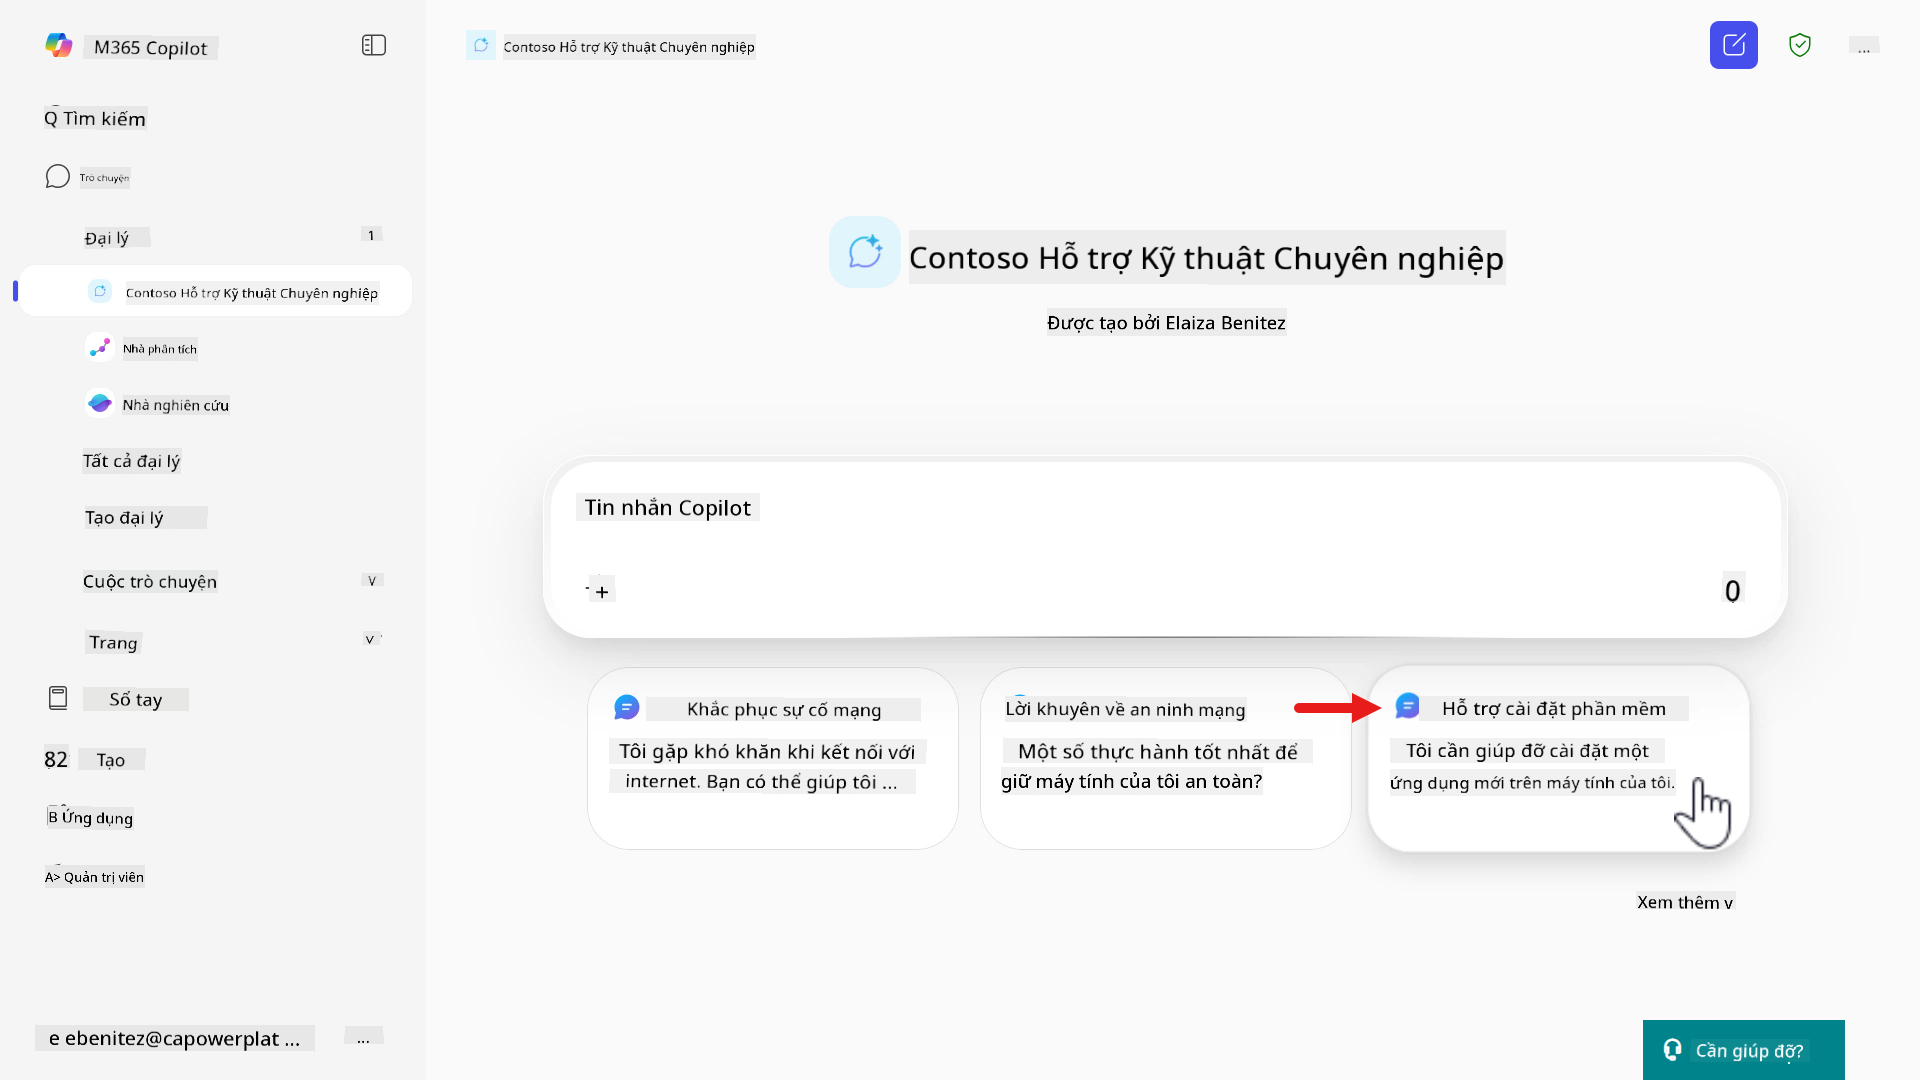 M365 Copilot
Q Tìm kiếm
Trò chuyện
Đại lý
1
Contoso Hỗ trợ Kỹ thuật Chuyên nghiệp
Nhà phân tích
Nhà nghiên cứu
Tất cả đại lý
Tạo đại lý
Cuộc trò chuyện
V
Trang
V
Sổ tay
82 Tạo
B Ứng dụng
A> Quản trị viên
e ebenitez@capowerplat ...
...
Contoso Hỗ trợ Kỹ thuật Chuyên nghiệp
...
Contoso Hỗ trợ Kỹ thuật Chuyên nghiệp
Được tạo bởi Elaiza Benitez
Tin nhắn Copilot
+
0
Khắc phục sự cố mạng
Tôi gặp khó khăn khi kết nối với
internet. Bạn có thể giúp tôi ...
Lời khuyên về an ninh mạng
Một số thực hành tốt nhất để
giữ máy tính của tôi an toàn?
Hỗ trợ cài đặt phần mềm
Tôi cần giúp đỡ cài đặt một
ứng dụng mới trên máy tính của tôi.
Xem thêm v
Cần giúp đỡ?